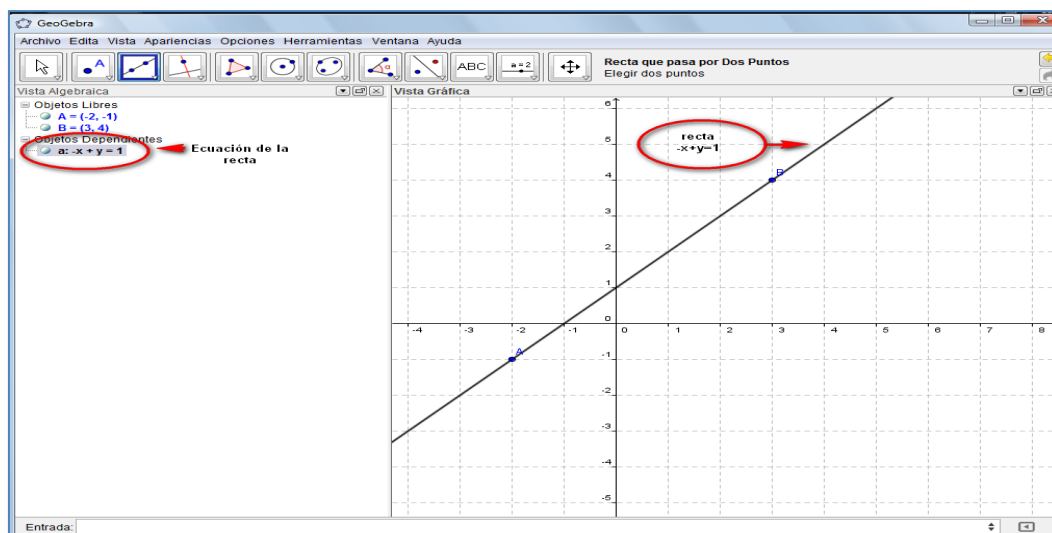 GeoGebra
Archivo Edita Vista Apariencias Opciones Herramientas Ventana Ayuda
A
ABC
a=2
Recta que pasa por Dos Puntos
Elegir dos puntos
Vista Algebraica
Objetos Libres
A = (-2, -1)
B = (3, 4)
Objetos Dependientes
a: -x + y = 1
Ecuación de la
recta
Vista Gráfica
recta
-x+y=1
B
A
6
5
4
3
2
1
0
-1
-2
-3
-4
-5
-4 -3 -2 -1 0 1 2 3 4 5 6 7 8
Entrada: